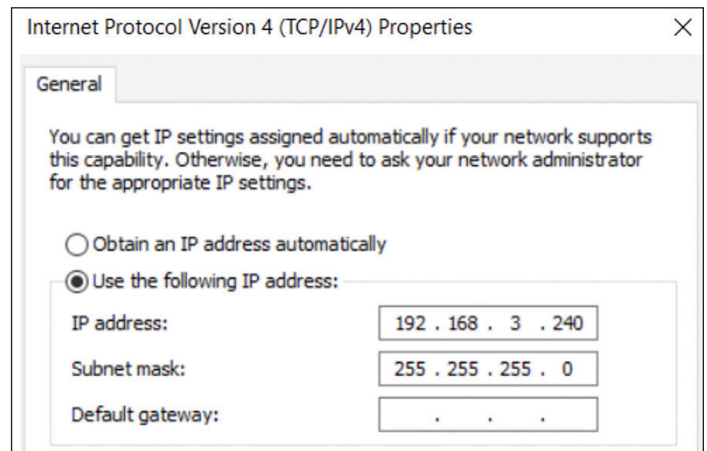 Internet Protocol Version 4 (TCP/IPv4) Properties
General
You can get IP settings assigned automatically if your network supports
this capability. Otherwise, you need to ask your network administrator
for the appropriate IP settings.
Obtain an IP address automatically
Use the following IP address:
IP address: 192 . 168 . 3 . 240
Subnet mask: 255 . 255 . 255 . 0
Default gateway: . . .